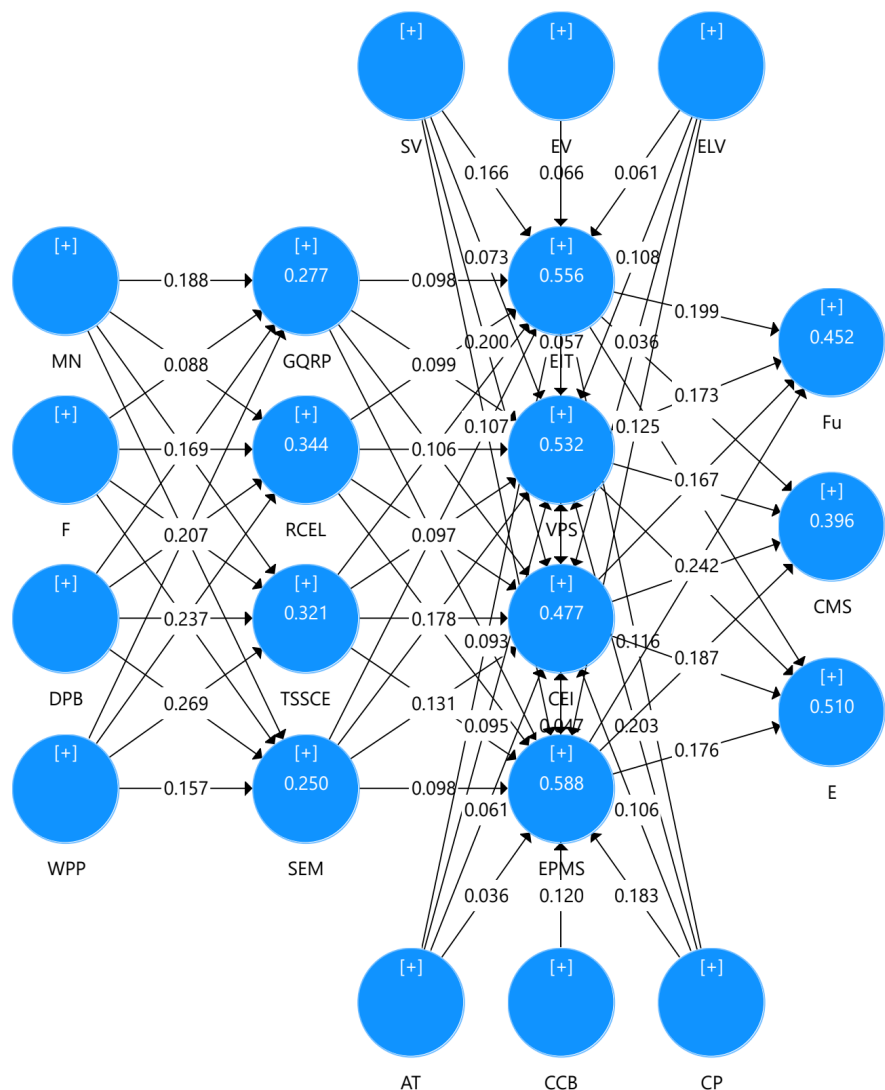 [+] [+] [+]
SV EV ELV
0.166 0.066 0.061
[+] [+] [+]
0.188 0.277 0.098 0.073 0.556 0.108
[+]
0.199 0.452
MN GQRP 0.200 0.057 0.036 EIT
0.088 0.099 0.173
Fu
[+] [+] [+]
0.169 0.344 0.106 0.107 0.532 0.125
0.167
[+]
F RCEL VPS
0.396
0.207 0.097 0.242
[+] [+] [+]
CMS
0.237 0.321 0.178 0.093 0.477 0.116
0.187
[+]
DPB TSSCE CEI
0.269 0.131 0.510
0.095 0.047 0.203
[+] [+] [+]
0.176
0.157 0.250 0.098 0.588
E
0.061 0.106
WPP SEM EPMS
0.036 0.120 0.183
[+] [+] [+]
AT CCB CP